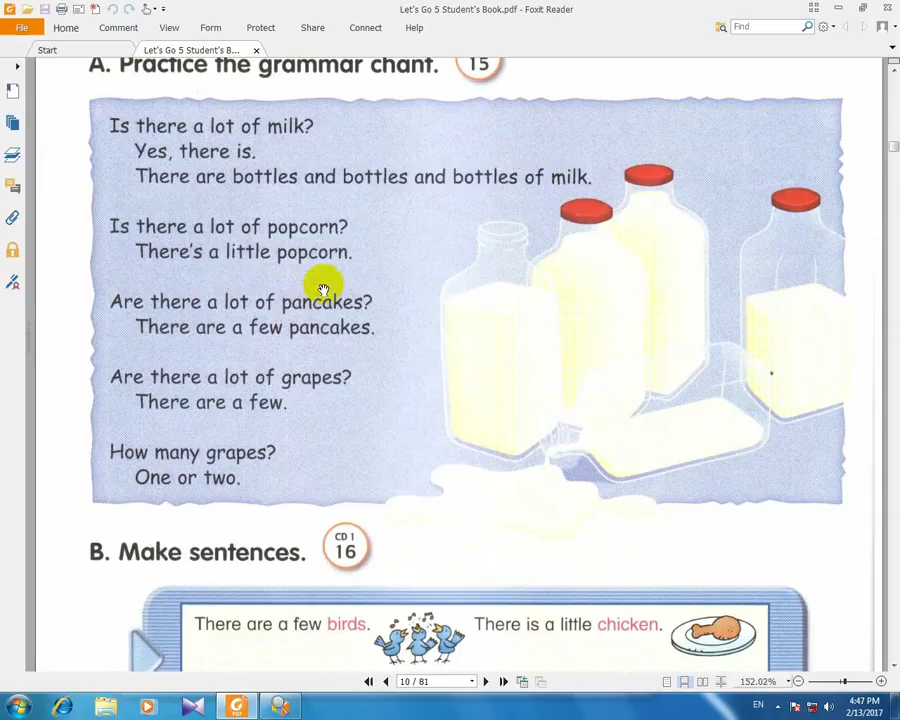 Let's Go 5 Student's Book.pdf - Foxit Reader
File Home Comment View Form Protect Share Connect Help
Find
Start Let's Go 5 Student's B...
A. Practice the grammar chant. 15
Is there a lot of milk?
Yes, there is.
There are bottles and bottles and bottles of milk.
Is there a lot of popcorn?
There's a little popcorn.
Are there a lot of pancakes?
There are a few pancakes.
Are there a lot of grapes?
There are a few.
How many grapes?
One or two.
B. Make sentences. CD 1 16
There are a few birds. There is a little chicken.
10 / 81 152.02%
EN 4:47 PM
2/13/2017